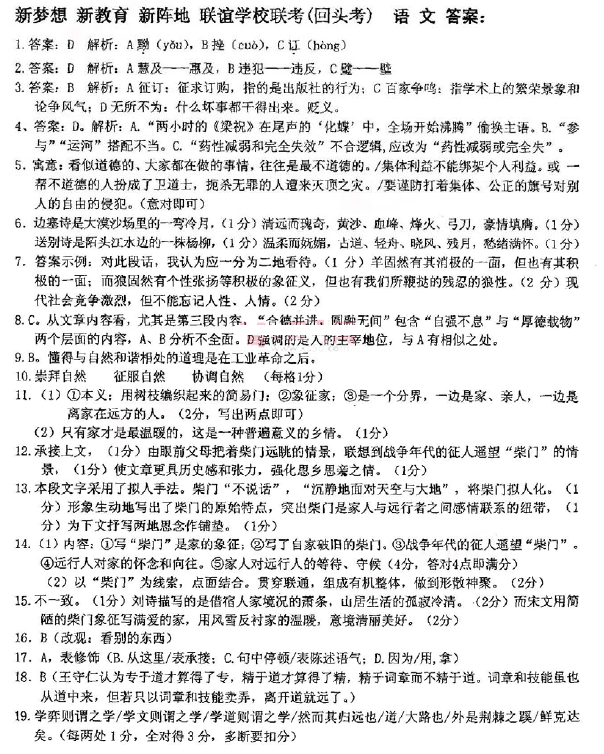 新梦想 新教育 新阵地 联谊学校联考(回头考) 语 文 答案：
1.答案：D 解析：A 黝(yǒu)，B 挫(cuò)，C 讧(hòng)
2.答案：D 解析：A 慧及——惠及，B 违犯——违反，C 璧——壁
3.答案：B 解析：A 征订：征求订购，指的是出版社的行为；C 百家争鸣：指学术上的繁荣景象和
论争风气；D 无所不为：什么坏事都干得出来。贬义。
4、答案：D。解析：A.“两小时的《梁祝》在尾声的‘化蝶’中，全场开始沸腾”偷换主语。B.“参
与”“运河”搭配不当。C.“药性减弱和完全失效”不合逻辑,应改为“药性减弱或完全失”。
5、寓意：看似道德的、大家都在做的事情，往往是最不道德的。/集体利益不能绑架个人利益。或 一
帮不道德的人扮成了卫道士，扼杀无罪的人遭来灭顶之灾。/要谨防打着集体、公正的旗号对别
人的自由的侵犯。（意对即可）
6、边塞诗是大漠沙场里的一弯冷月，（1分）清远而瑰奇，黄沙、血峰、烽火、弓刀，豪情填膺。（1分）
送别诗是陌头江水边的一株杨柳，（1分）温柔而妩媚，古道、轻舟、晓风、残月，愁绪满怀。（1分）
7、答案示例：对此段话，我认为应一分为二地看待。（1 分）羊固然有其消极的一面，但也有其积
极的一面；而狼固然有个性张扬等积极的象征义，但也有我们所鞭挞的残忍的狼性。（2 分）现
代社会竞争激烈，但不能忘记人性、人情。（2分）
8.C。从文章内容看，尤其是第三段内容，“合德并进，圆融无间”包含“自强不息”与“厚德载物”
两个层面的内容，A、B分析不全面。D强调的是人的主宰地位，与A有相似之处。
9.B。懂得与自然和谐相处的道理是在工业革命之后。
10.崇拜自然 征服自然 协调自然 （每格1分）
11.（1）①本义：用树枝编织起来的简易门；②象征家；③是一个分界，一边是家、亲人，一边是
离家在远方的人。（2分，写出两点即可）
（2）只有家才是最温暖的，这是一种普遍意义的乡情。（1分）
12.承接上文，（1分）由眼前父母把着柴门远眺的情景，联想到战争年代的征人遥望“柴门”的情
景，（1分）使文章更具历史感和张力，强化思乡思亲之情。（1分）
13.本段文字采用了拟人手法。柴门“不说话”，“沉静地面对天空与大地”，将柴门拟人化。（1
分）形象生动地写出了柴门的原始特点，突出柴门是家人与远行者之间感情联系的纽带，（1
分）为下文抒写两地思念作铺垫。（1分）
14.（1）内容：①写“柴门”是家的象征；②写了自家破旧的柴门。③战争年代的征人遥望“柴门”。
④远行人对家的怀念和向往。⑤家人对远行人的等待、守候（4分，答对4点即满分）
（2）以“柴门”为线索，点面结合。贯穿联通，组成有机整体，做到形散神聚。（2分）
15.不一致。（1分）刘诗描写的是借宿人家境况的萧条，山居生活的孤寂冷清。（2分）而宋文用简
陋的柴门象征写满爱的家，用风雪反衬家的温暖，意境清丽美好。（2分）
16. B（改观：看别的东西）
17. A，表修饰（B.从这里/表承接；C.句中停顿/表陈述语气；D.因为/用,拿）
18. B（王守仁认为专于道才算得了专，精于道才算得了精，精于词章而不精于道。词章和技能里也
从道中来，但若只以词章和技能卖弄，离开道就远了。）
19.学弈则谓之学/学文则谓之学/学道则谓之学/然而其归远也/道/大路也/外是荆棘之蹊/鲜克达
矣。（每两处1分，全对得3分，多断要扣分）